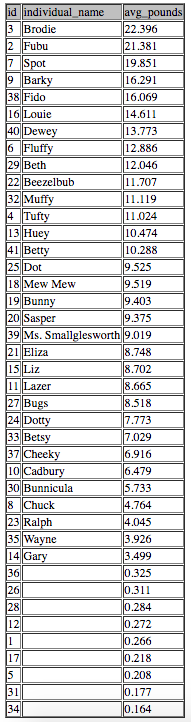 id individual_name avg_pounds
3 Brodie 22.396
2 Fubu 21.381
7 Spot 19.851
9 Barky 16.291
38 Fido 16.069
16 Louie 14.611
40 Dewey 13.773
6 Fluffy 12.886
29 Beth 12.046
22 Beezelbub 11.707
32 Muffy 11.119
4 Tufty 11.024
13 Huey 10.474
41 Betty 10.288
25 Dot 9.525
18 Mew Mew 9.519
19 Bunny 9.403
20 Sasper 9.375
39 Ms. Smallglesworth 9.019
21 Eliza 8.748
15 Liz 8.702
11 Lazer 8.665
27 Bugs 8.518
24 Dotty 7.773
33 Betsy 7.029
37 Cheeky 6.916
10 Cadbury 6.479
30 Bunnicula 5.733
8 Chuck 4.764
23 Ralph 4.045
35 Wayne 3.926
14 Gary 3.499
36 0.325
26 0.311
28 0.284
12 0.272
1 0.266
17 0.218
5 0.208
31 0.177
34 0.164